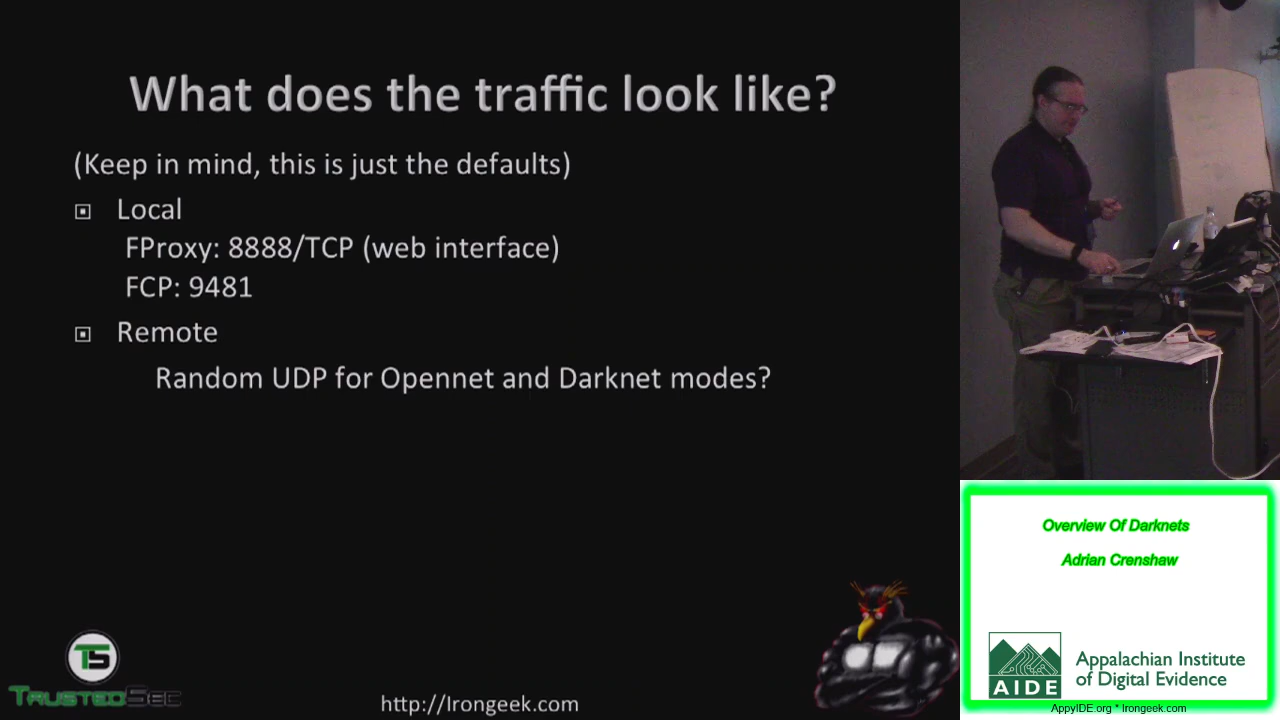 What does the traffic look like?
(Keep in mind, this is just the defaults)
Local
FProxy: 8888/TCP (web interface)
FCP: 9481
Remote
Random UDP for Opennet and Darknet modes?
TS
TRUSTEDSEC
http://Irongeek.com
Overview Of Darknets
Adrian Crenshaw
AIDE
Appalachian Institute
of Digital Evidence
AppyIDE.org * Irongeek.com